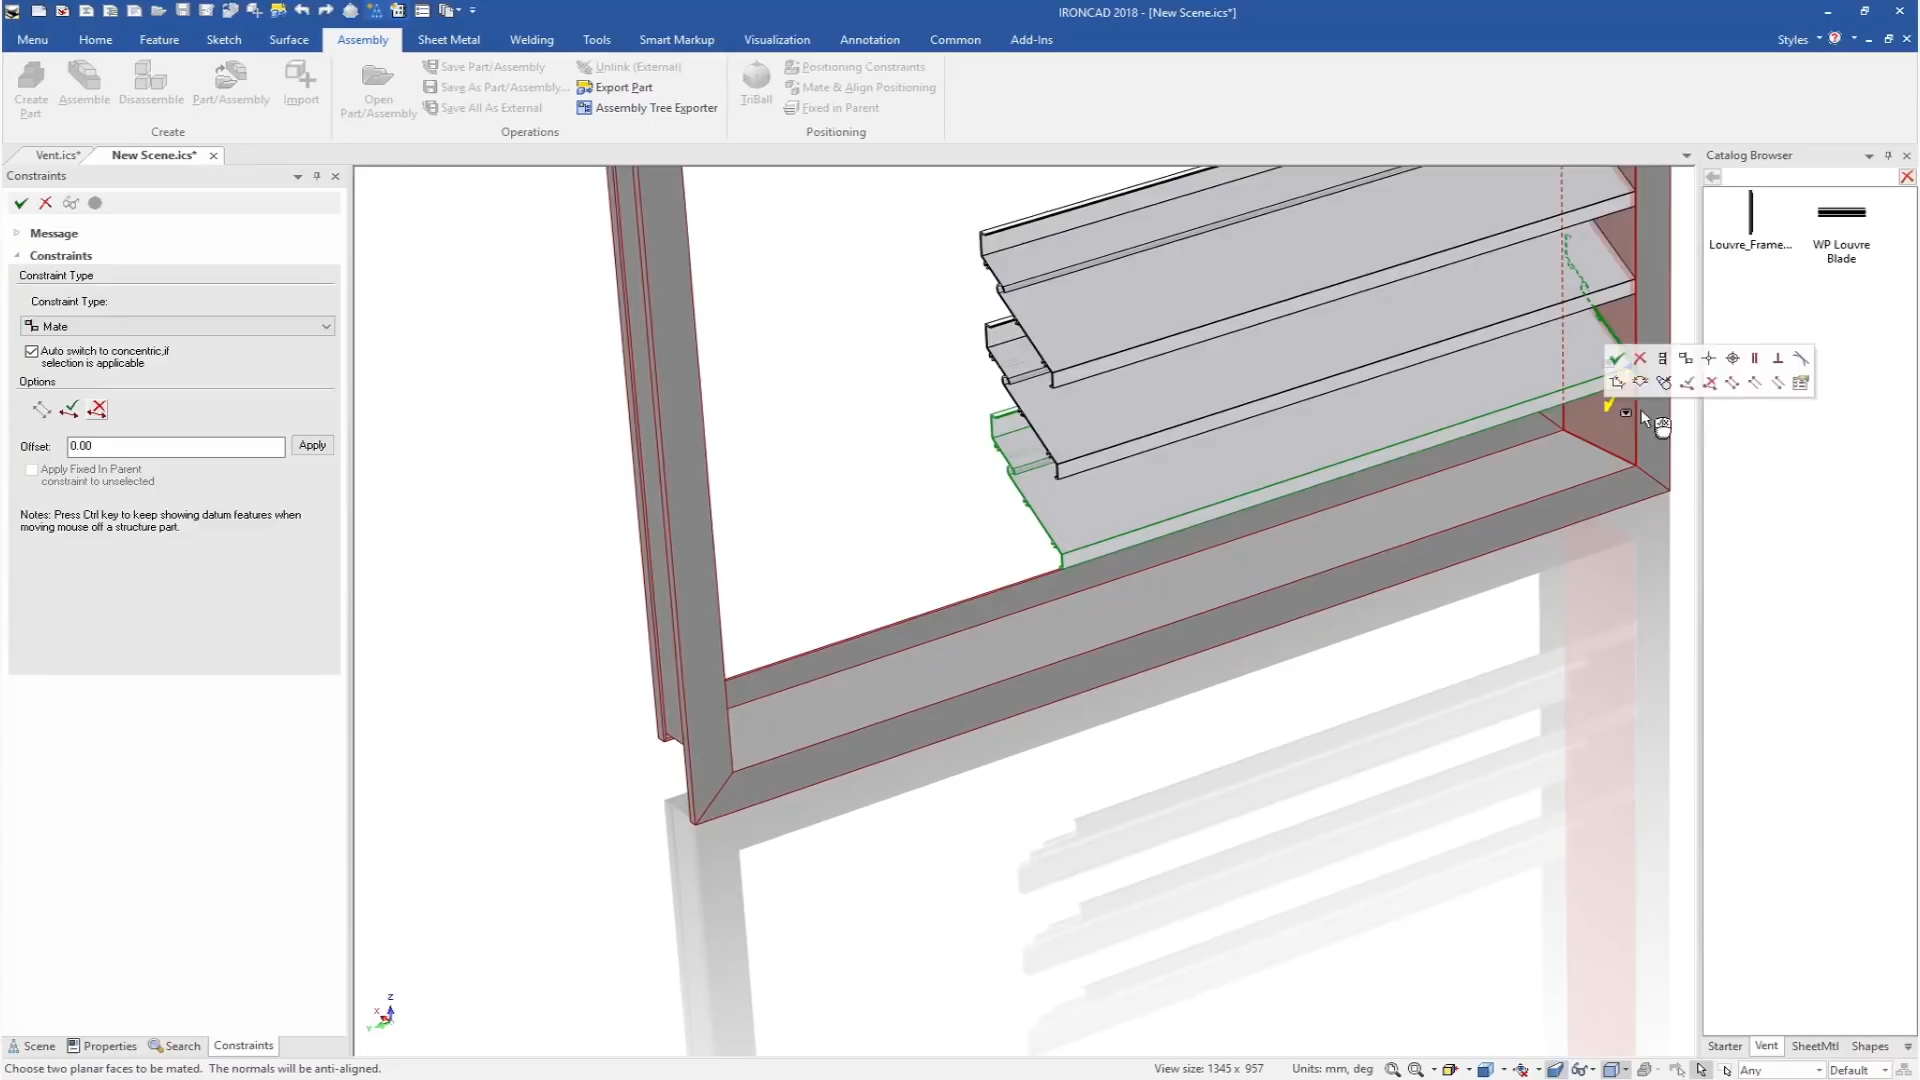 IRONCAD 2018 - [New Scene.ics*]
Menu Home Feature Sketch Surface Assembly Sheet Metal Welding Tools Smart Markup Visualization Annotation Common Add-Ins Styles
Create Part
Assemble
Disassemble
Part/Assembly
Import
Create
Open Part/Assembly
Save Part/Assembly
Save As Part/Assembly...
Save All As External
Unlink (External)
Export Part
Assembly Tree Exporter
Operations
TriBall
Positioning Constraints
Mate & Align Positioning
Fixed in Parent
Positioning
Vent.ics* New Scene.ics*
Constraints
Message
Constraints
Constraint Type
Constraint Type:
Mate
Auto switch to concentric,if
selection is applicable
Options
Offset: 0.00 Apply
Apply Fixed In Parent
constraint to unselected
Notes: Press Ctrl key to keep showing datum features when
moving mouse off a structure part.
Z
X
Y
Catalog Browser
Louvre_Frame...
WP Louvre
Blade
Scene Properties Search Constraints
Starter Vent SheetMtl Shapes
Choose two planar faces to be mated. The normals will be anti-aligned.
View size: 1345 x 957 Units: mm, deg Any Default